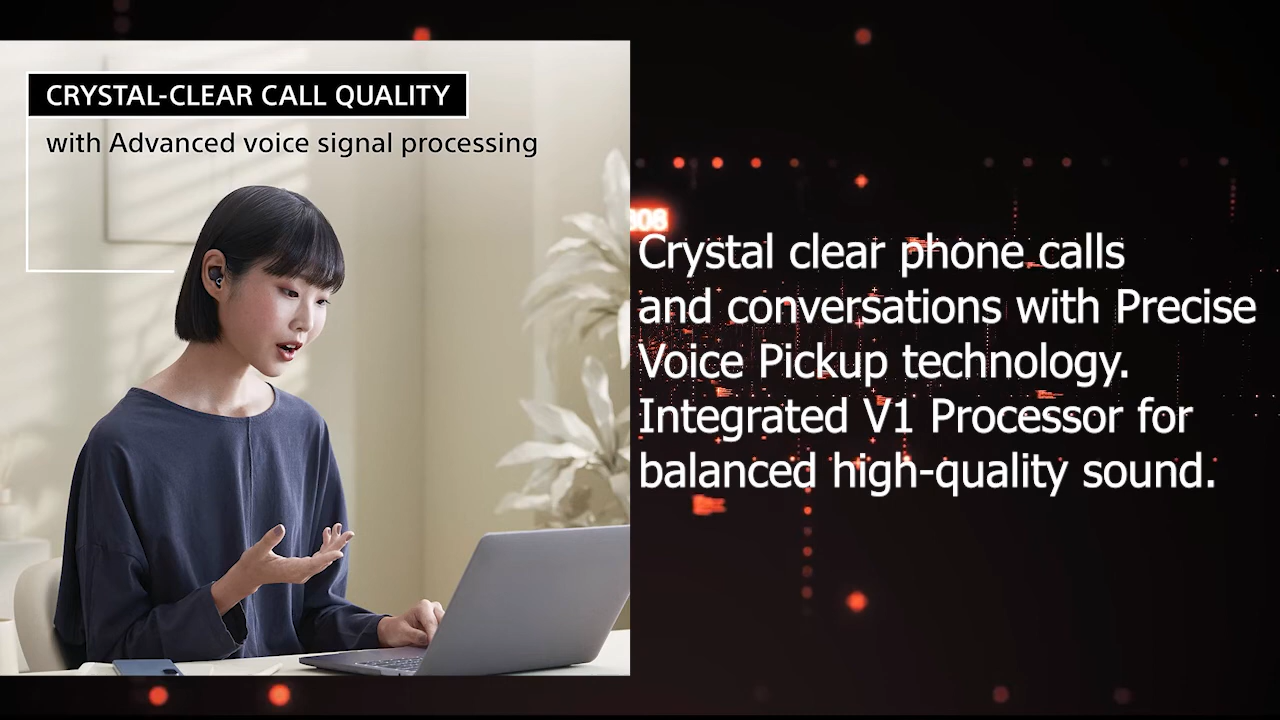 CRYSTAL-CLEAR CALL QUALITY
with Advanced voice signal processing
308
Crystal clear phone calls
and conversations with Precise
Voice Pickup technology.
Integrated V1 Processor for
balanced high-quality sound.